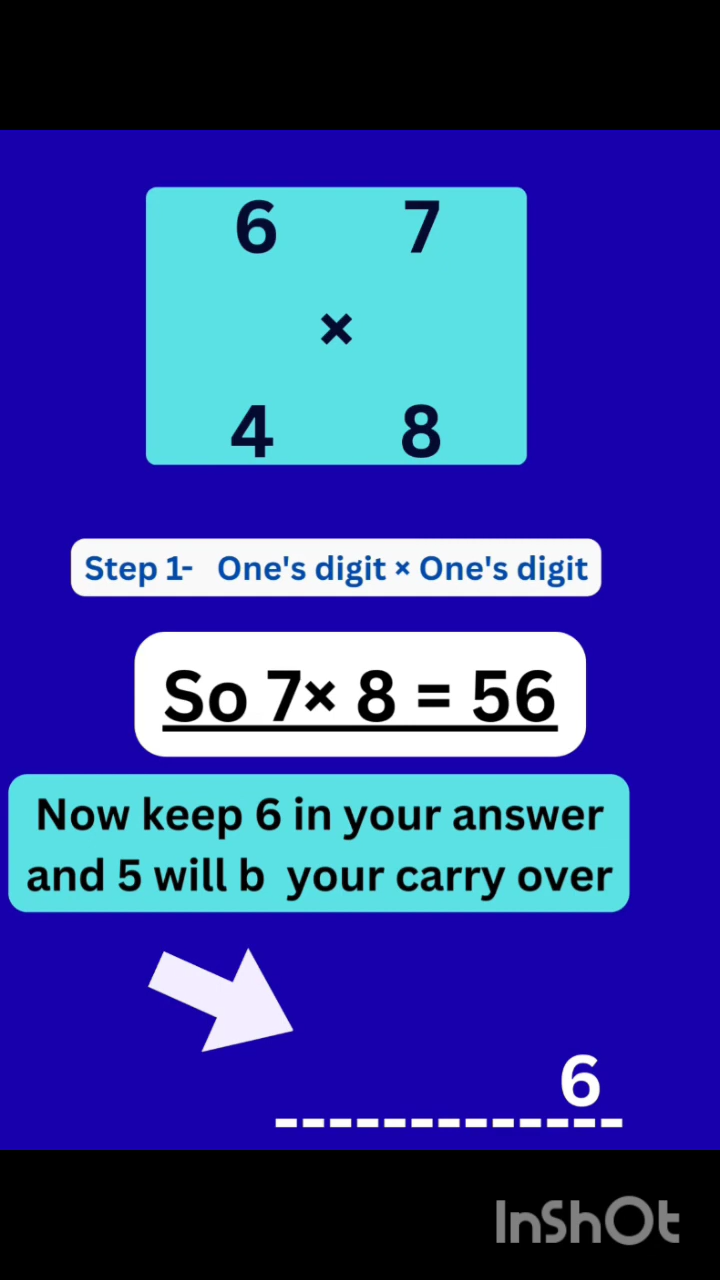 6 7
×
4 8
Step 1- One's digit × One's digit
So 7× 8 = 56
Now keep 6 in your answer
and 5 will b your carry over
6
InShOt